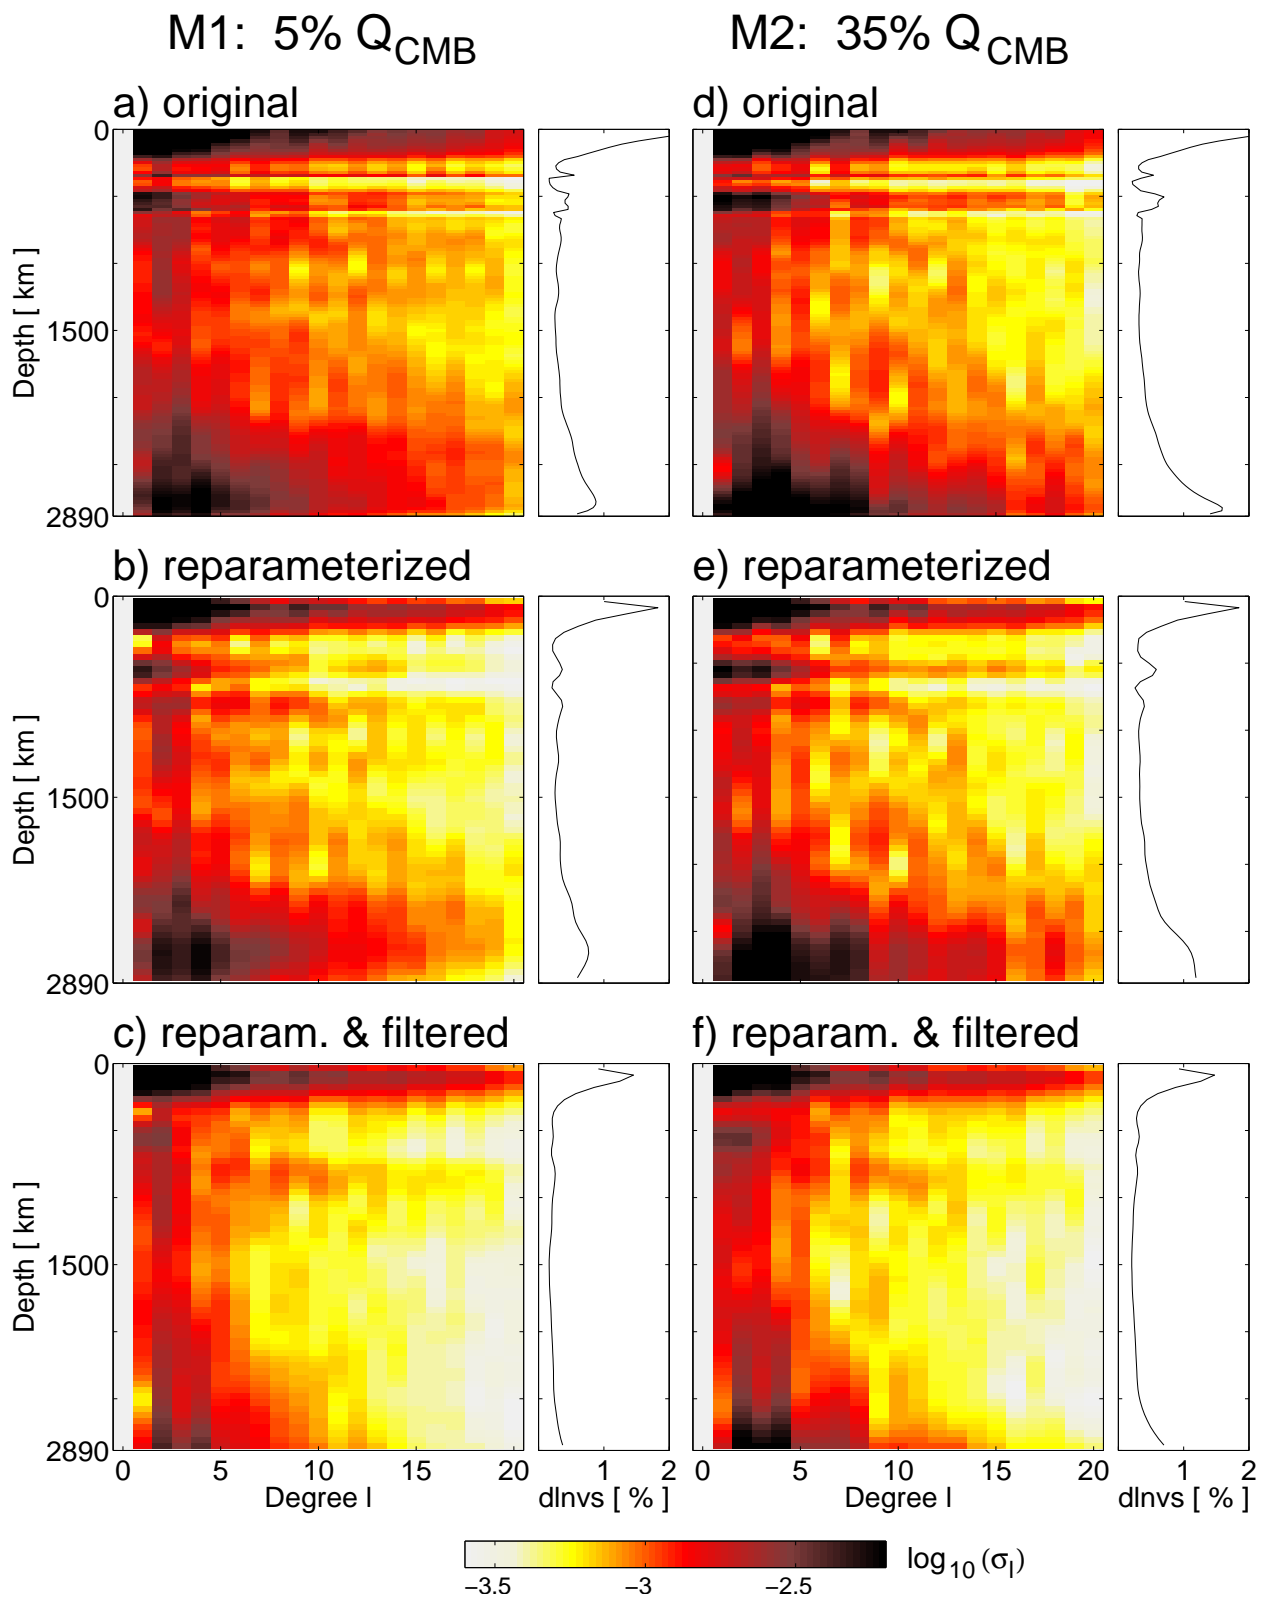 M1: 5% Q_CMB
M2: 35% Q_CMB
a) original
d) original
0
1500
2890
Depth [ km ]
b) reparameterized
e) reparameterized
0
1500
2890
Depth [ km ]
c) reparam. & filtered
f) reparam. & filtered
0
1500
2890
Depth [ km ]
0 5 10 15 20 1 2 0 5 10 15 20 1 2
Degree l dlnvs [ % ] Degree l dlnvs [ % ]
−3.5 −3 −2.5
log₁₀ (σ_l)